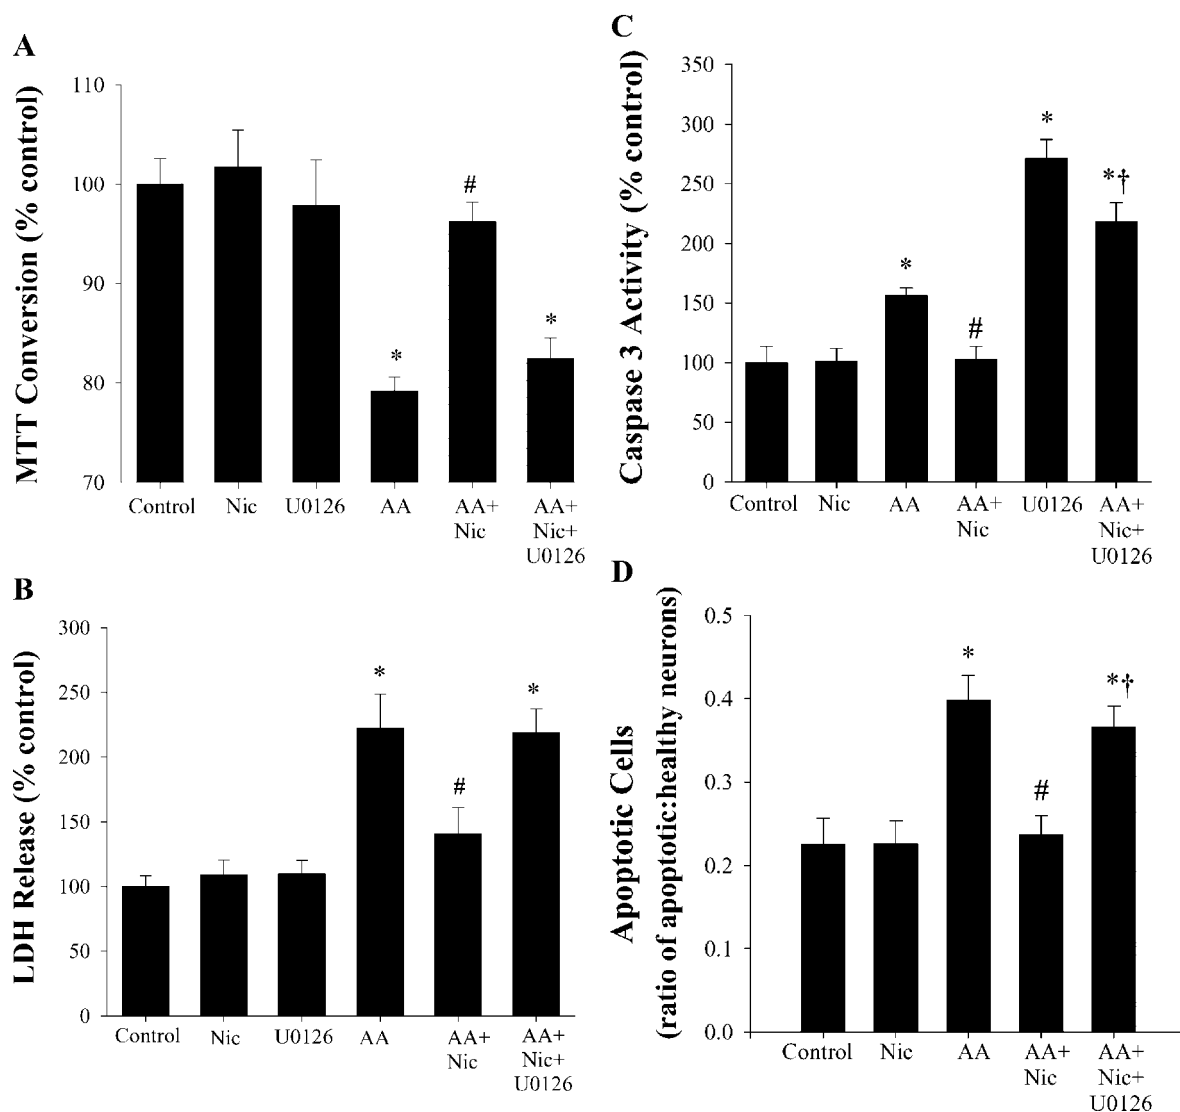 A
MTT Conversion (% control)
110
100
90
80
70
#
*
*
Control Nic U0126 AA AA+ AA+
Nic Nic+
U0126
B
LDH Release (% control)
300
250
200
150
100
50
0
*
#
*
Control Nic U0126 AA AA+ AA+
Nic Nic+
U0126
C
Caspase 3 Activity (% control)
350
300
250
200
150
100
50
0
*
#
*
*†
Control Nic AA AA+ U0126 AA+
Nic Nic+
U0126
D
Apoptotic Cells
(ratio of apoptotic:healthy neurons)
0.5
0.4
0.3
0.2
0.1
0.0
*
#
*†
Control Nic AA AA+ AA+
Nic Nic+
U0126